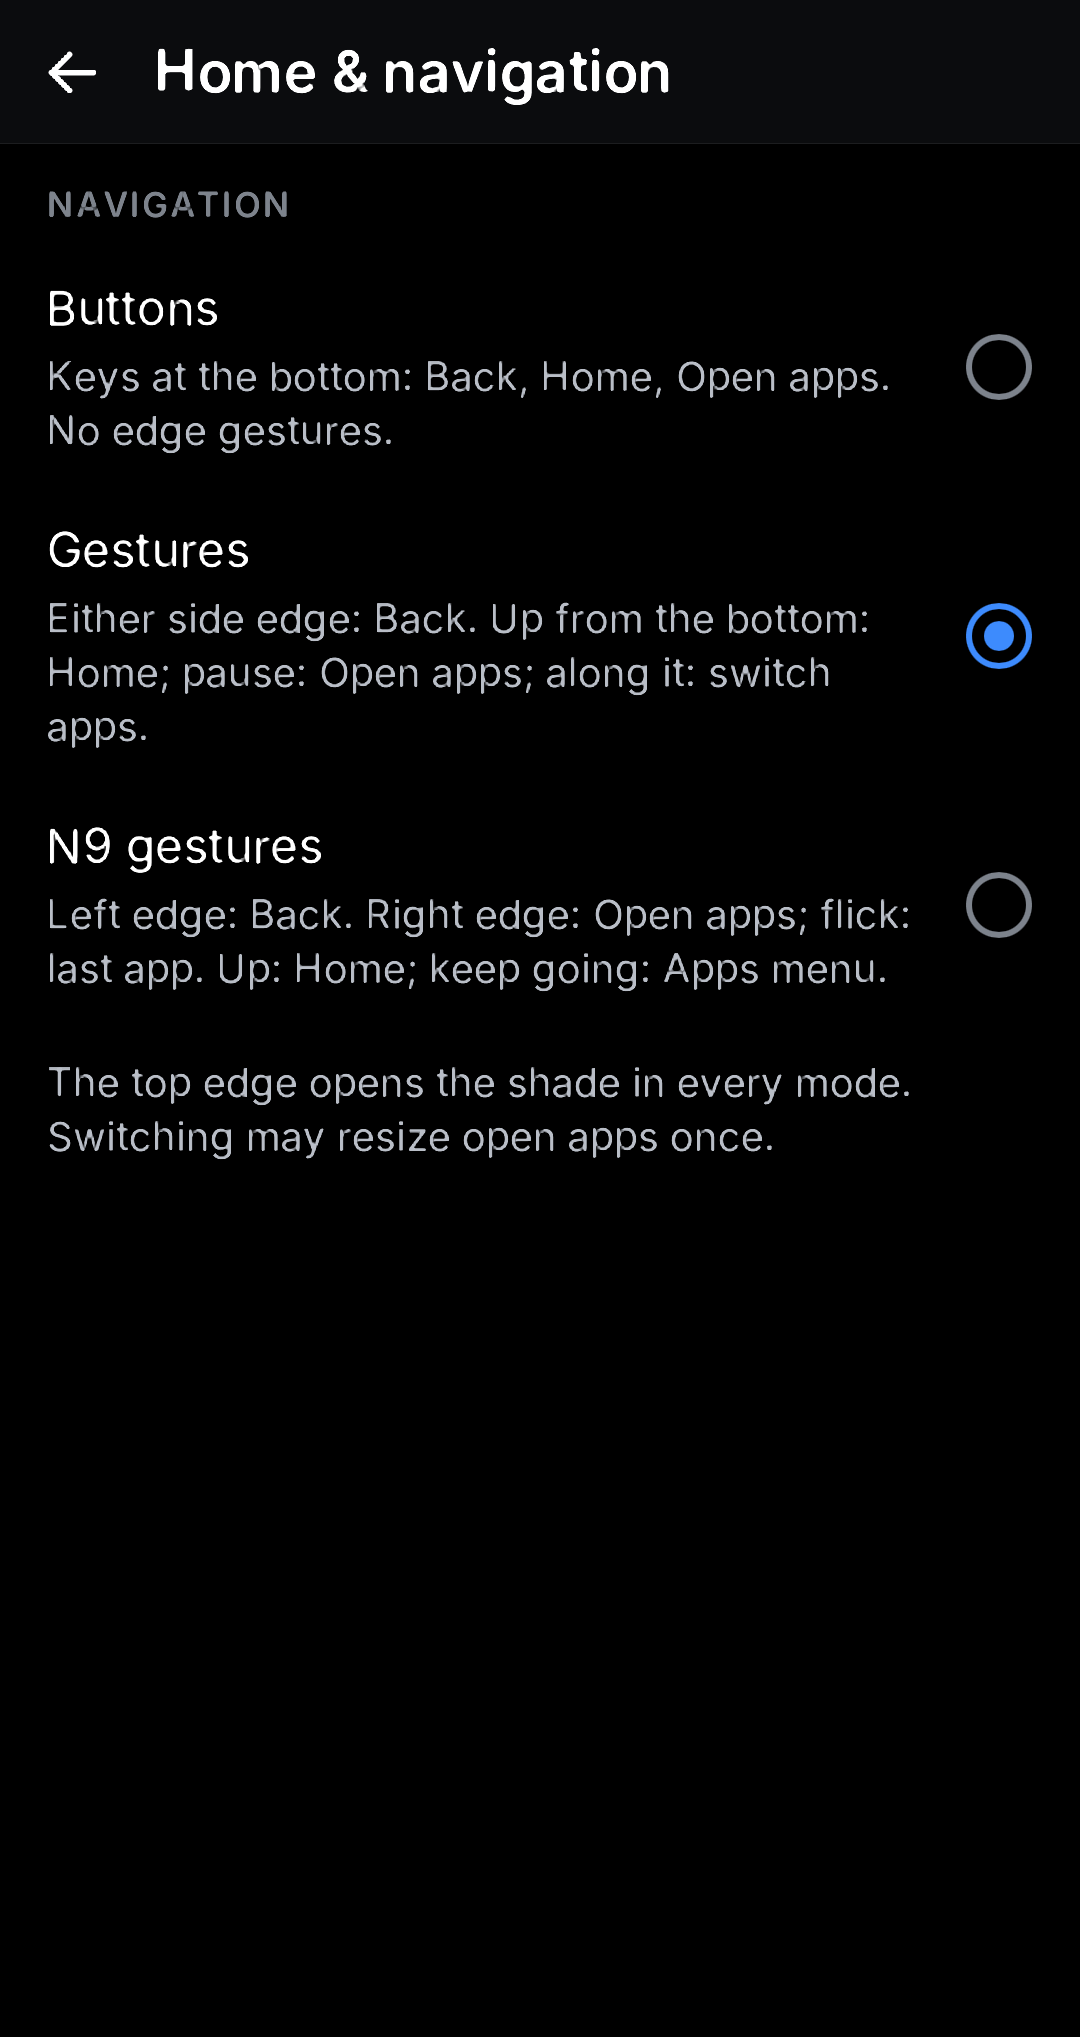 Home & navigation
NAVIGATION
Buttons
Keys at the bottom: Back, Home, Open apps.
No edge gestures.
Gestures
Either side edge: Back. Up from the bottom:
Home; pause: Open apps; along it: switch
apps.
N9 gestures
Left edge: Back. Right edge: Open apps; flick:
last app. Up: Home; keep going: Apps menu.
The top edge opens the shade in every mode.
Switching may resize open apps once.